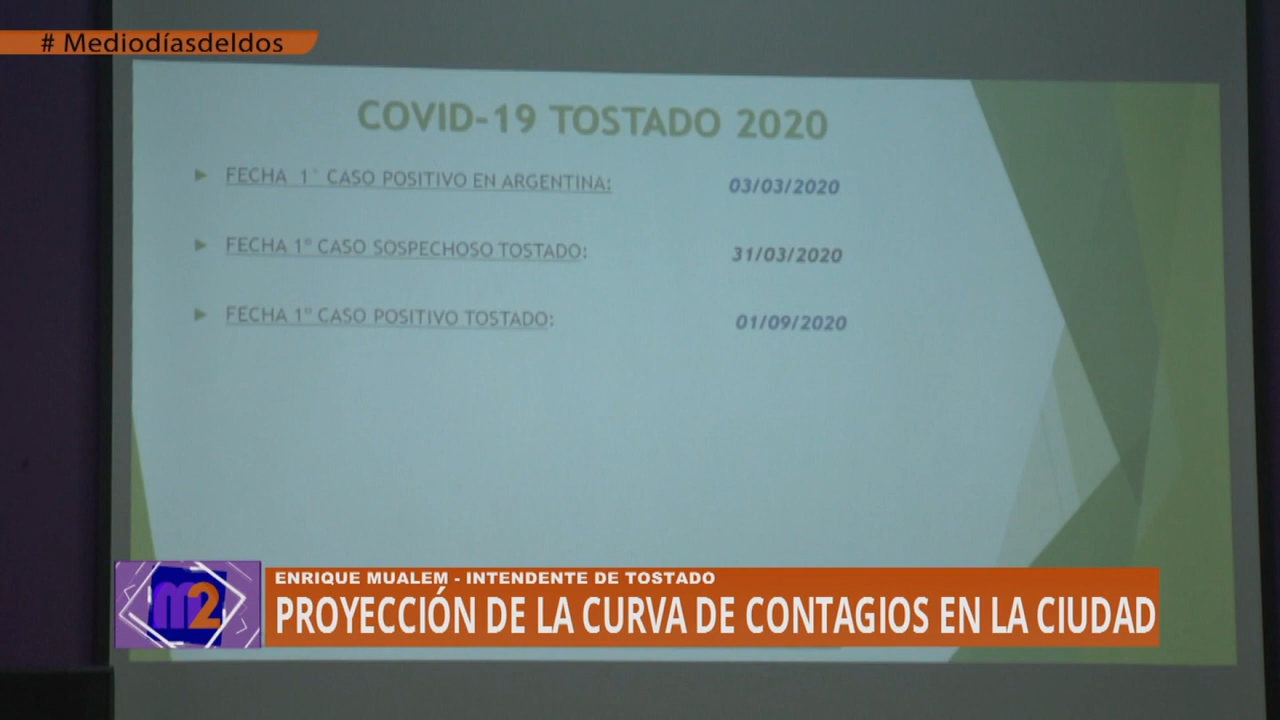 # Mediodíasdeldos
COVID-19 TOSTADO 2020
FECHA 1° CASO POSITIVO EN ARGENTINA: 03/03/2020
FECHA 1º CASO SOSPECHOSO TOSTADO: 31/03/2020
FECHA 1º CASO POSITIVO TOSTADO: 01/09/2020
M2
ENRIQUE MUALEM - INTENDENTE DE TOSTADO
PROYECCIÓN DE LA CURVA DE CONTAGIOS EN LA CIUDAD